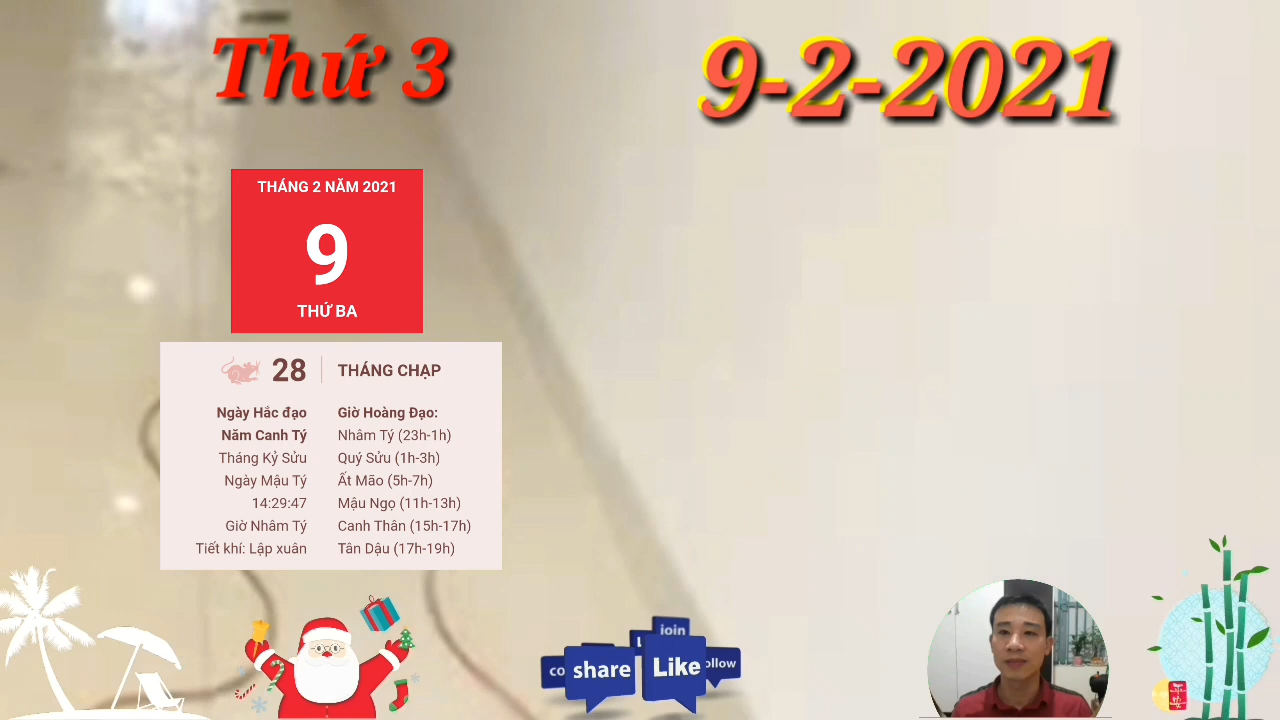 Thứ 3
9-2-2021
THÁNG 2 NĂM 2021
9
THỨ BA
28
THÁNG CHẠP
Ngày Hắc đạo
Năm Canh Tý
Tháng Kỷ Sửu
Ngày Mậu Tý
14:29:47
Giờ Nhâm Tý
Tiết khí: Lập xuân
Giờ Hoàng Đạo:
Nhâm Tý (23h-1h)
Quý Sửu (1h-3h)
Ất Mão (5h-7h)
Mậu Ngọ (11h-13h)
Canh Thân (15h-17h)
Tân Dậu (17h-19h)
join
co
share
L
Like
ollow